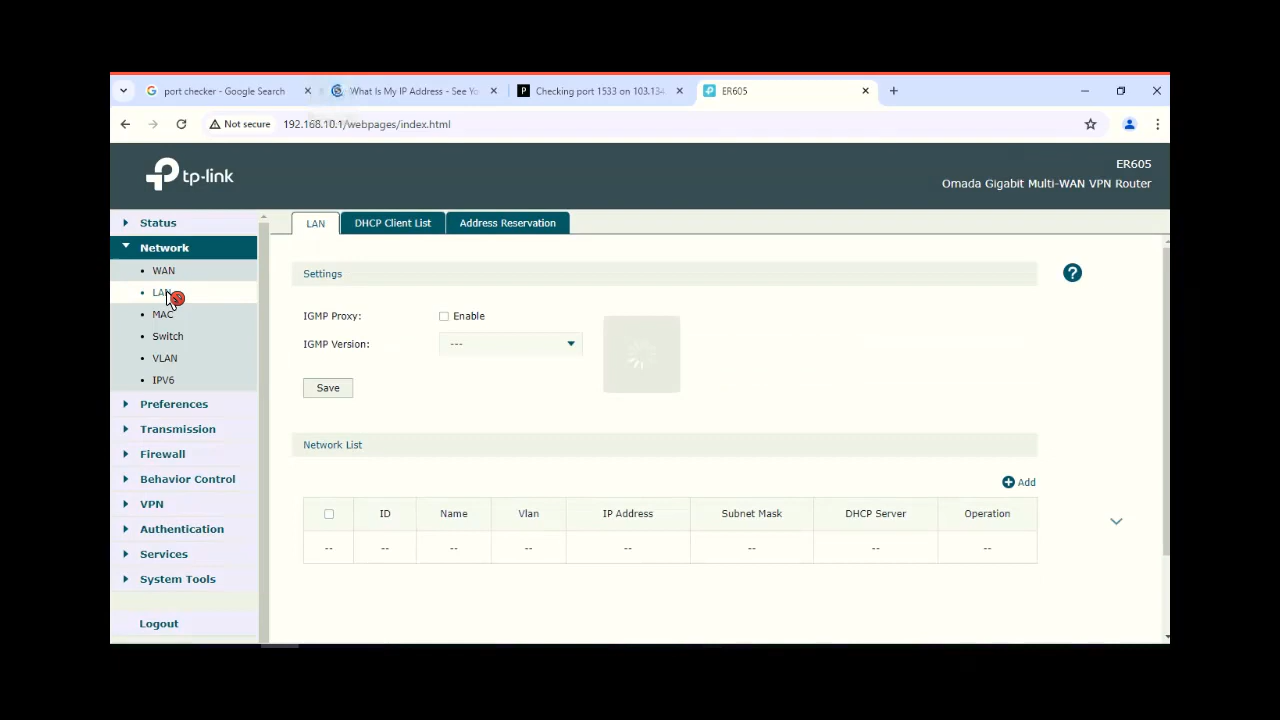 port checker - Google Search
What Is My IP Address - See Yo
Checking port 1533 on 103.134.
ER605
Not secure
192.168.10.1/webpages/index.html
tp-link
ER605
Omada Gigabit Multi-WAN VPN Router
Status
Network
WAN
LAN
MAC
Switch
VLAN
IPV6
Preferences
Transmission
Firewall
Behavior Control
VPN
Authentication
Services
System Tools
Logout
LAN
DHCP Client List
Address Reservation
Settings
IGMP Proxy:
Enable
IGMP Version:
---
Save
Network List
Add
ID Name Vlan IP Address Subnet Mask DHCP Server Operation
-- -- -- -- -- -- -- --